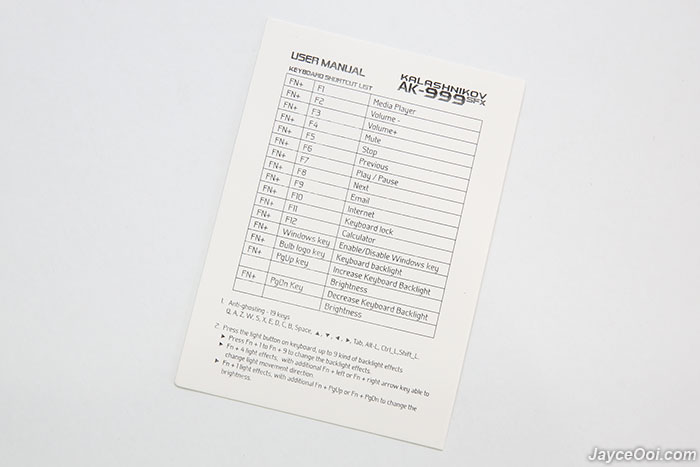 USER MANUAL
KALASHNIKOV
AK-999SFX
KEYBOARD SHORTCUT LIST
FN+ F1 Media Player
FN+ F2 Volume -
FN+ F3 Volume+
FN+ F4 Mute
FN+ F5 Stop
FN+ F6 Previous
FN+ F7 Play / Pause
FN+ F8 Next
FN+ F9 Email
FN+ F10 Internet
FN+ F11 Keyboard lock
FN+ F12 Calculator
FN+ Windows key Enable/Disable Windows key
FN+ Bulb logo key Keyboard backlight
FN+ PgUp key Increase Keyboard Backlight
Brightness
FN+ PgDn Key Decrease Keyboard Backlight
Brightness
1. Anti-ghosting - 19 keys
Q, A, Z, W, S, X, E, D, C, B, Space, ▲, ▼, ◄, ►, Tab, Alt-L, Ctrl_L,Shift_L
2. Press the light button on keyboard, up to 9 kind of backlight effects
► Press Fn + 1 to Fn + 9 to change the backlight effects.
► Fn + 4 light effects, with additional Fn + left or Fn + right arrow key able to
change light movement direction.
► Fn + 1 light effects, with additional Fn + PgUp or Fn + PgDn to change the
brightness.
JayceOoi.com